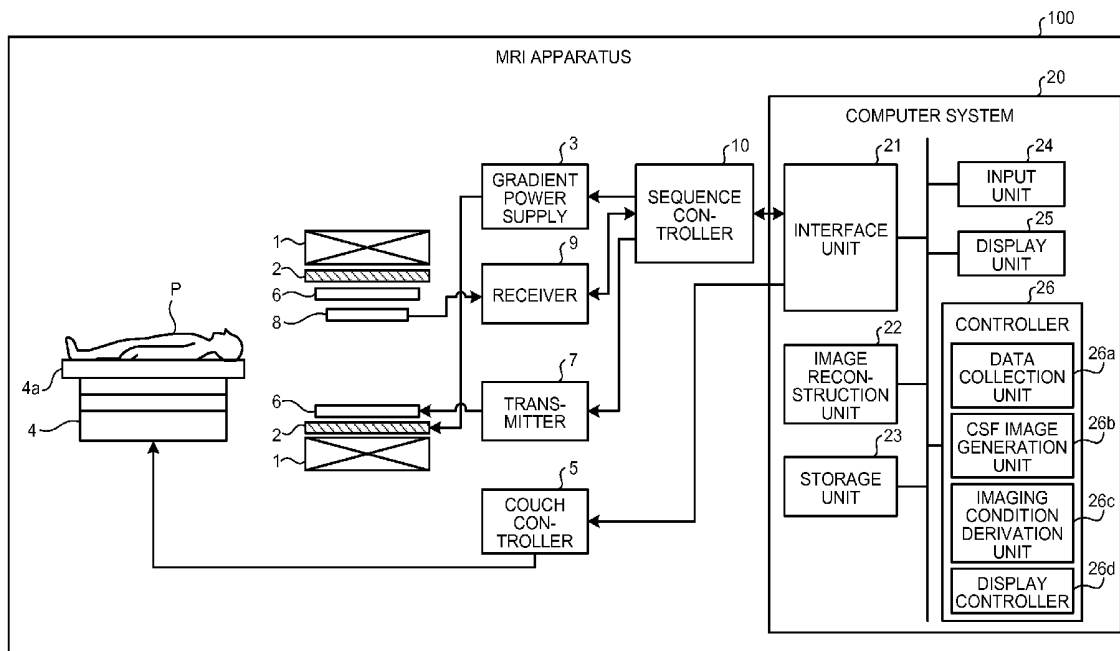 100
MRI APPARATUS
20
COMPUTER SYSTEM
3
GRADIENT
POWER
SUPPLY
10
SEQUENCE
CON-
TROLLER
21
INTERFACE
UNIT
24
INPUT
UNIT
25
DISPLAY
UNIT
1
2
6
8
9
RECEIVER
P
4a
4
26
CONTROLLER
22
IMAGE
RECON-
STRUCTION
UNIT
26a
DATA
COLLECTION
UNIT
6
2
1
7
TRANS-
MITTER
26b
CSF IMAGE
GENERATION
UNIT
23
STORAGE
UNIT
5
COUCH
CON-
TROLLER
26c
IMAGING
CONDITION
DERIVATION
UNIT
26d
DISPLAY
CONTROLLER